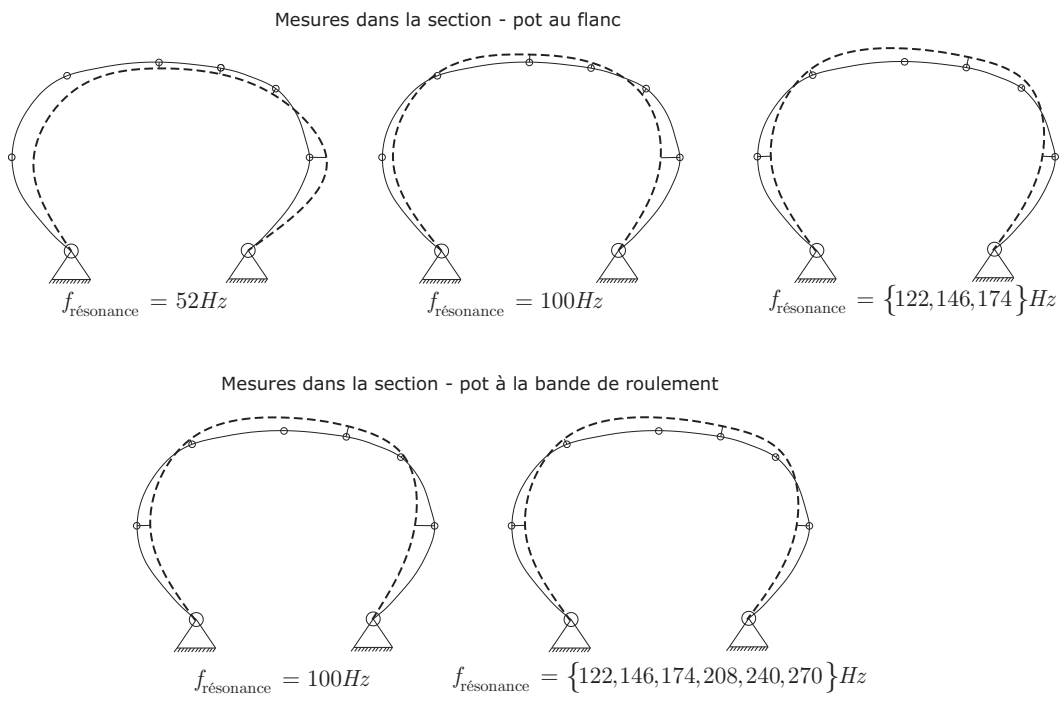 Mesures dans la section - pot au flanc
f_résonance = 52Hz
f_résonance = 100Hz
f_résonance = {122,146,174}Hz
Mesures dans la section - pot à la bande de roulement
f_résonance = 100Hz
f_résonance = {122,146,174,208,240,270}Hz